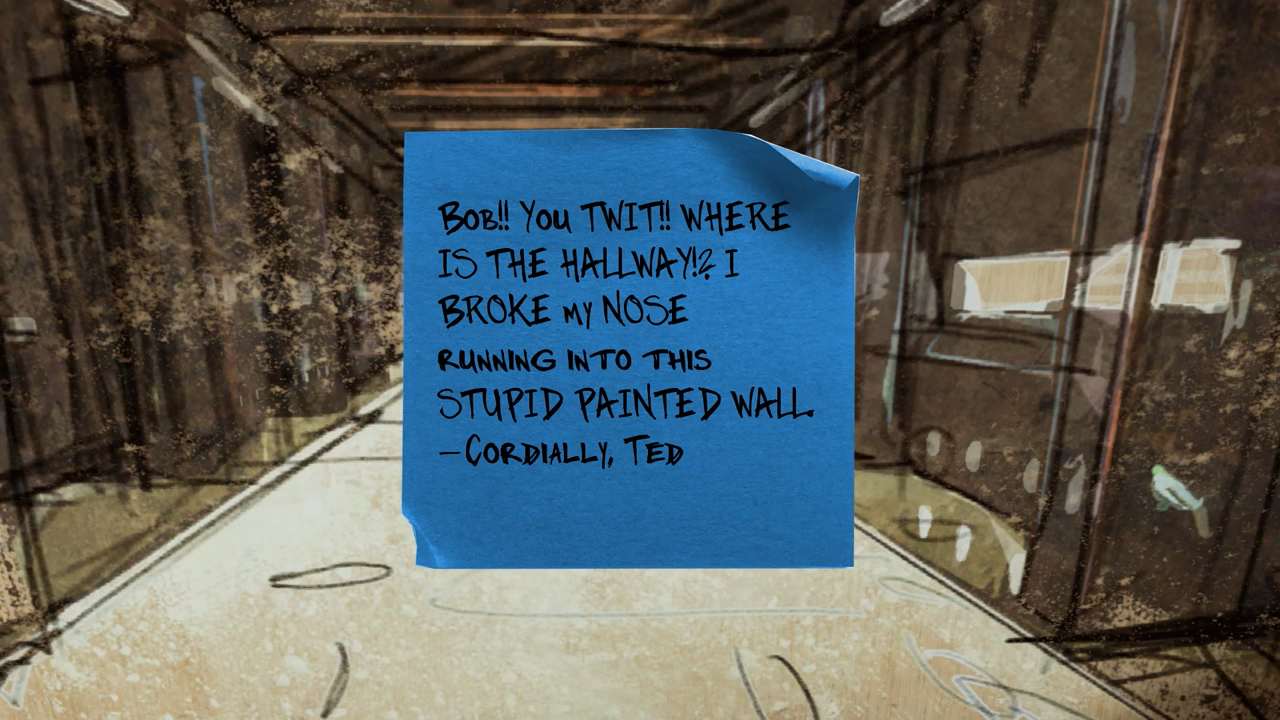 Bob!! You TWIT!! WHERE
IS THE HALLWAY!? I
BROKE my NOSE
RUNNING INTO THIS
STUPID PAINTED WALL.
–CORDIALLY, TED